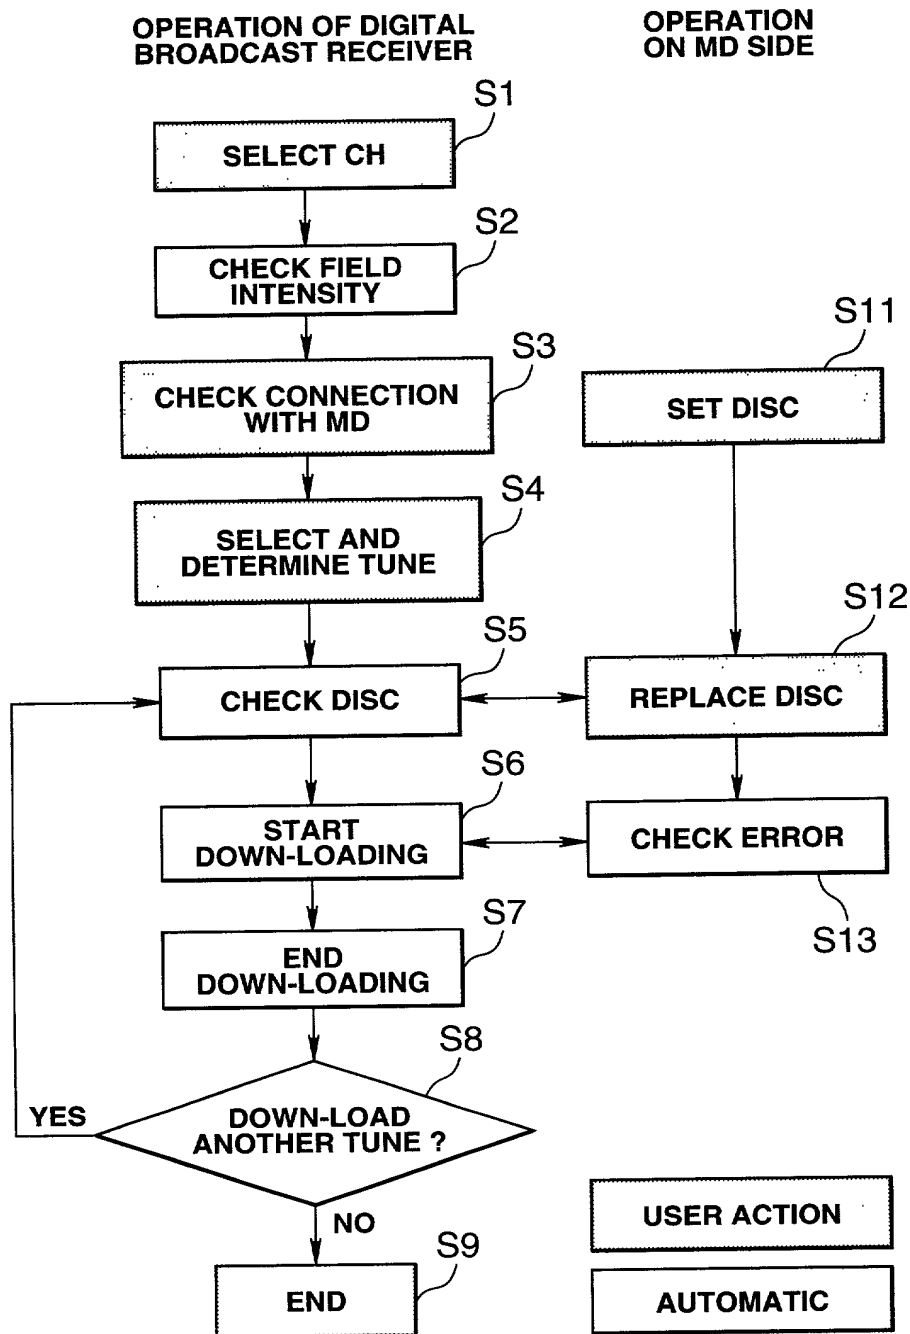 OPERATION OF DIGITAL
BROADCAST RECEIVER
OPERATION
ON MD SIDE
S1
SELECT CH
S2
CHECK FIELD
INTENSITY
S3
CHECK CONNECTION
WITH MD
S11
SET DISC
S4
SELECT AND
DETERMINE TUNE
S5
CHECK DISC
S12
REPLACE DISC
S6
START
DOWN-LOADING
CHECK ERROR
S13
S7
END
DOWN-LOADING
S8
DOWN-LOAD
ANOTHER TUNE ?
YES
NO
S9
END
USER ACTION
AUTOMATIC